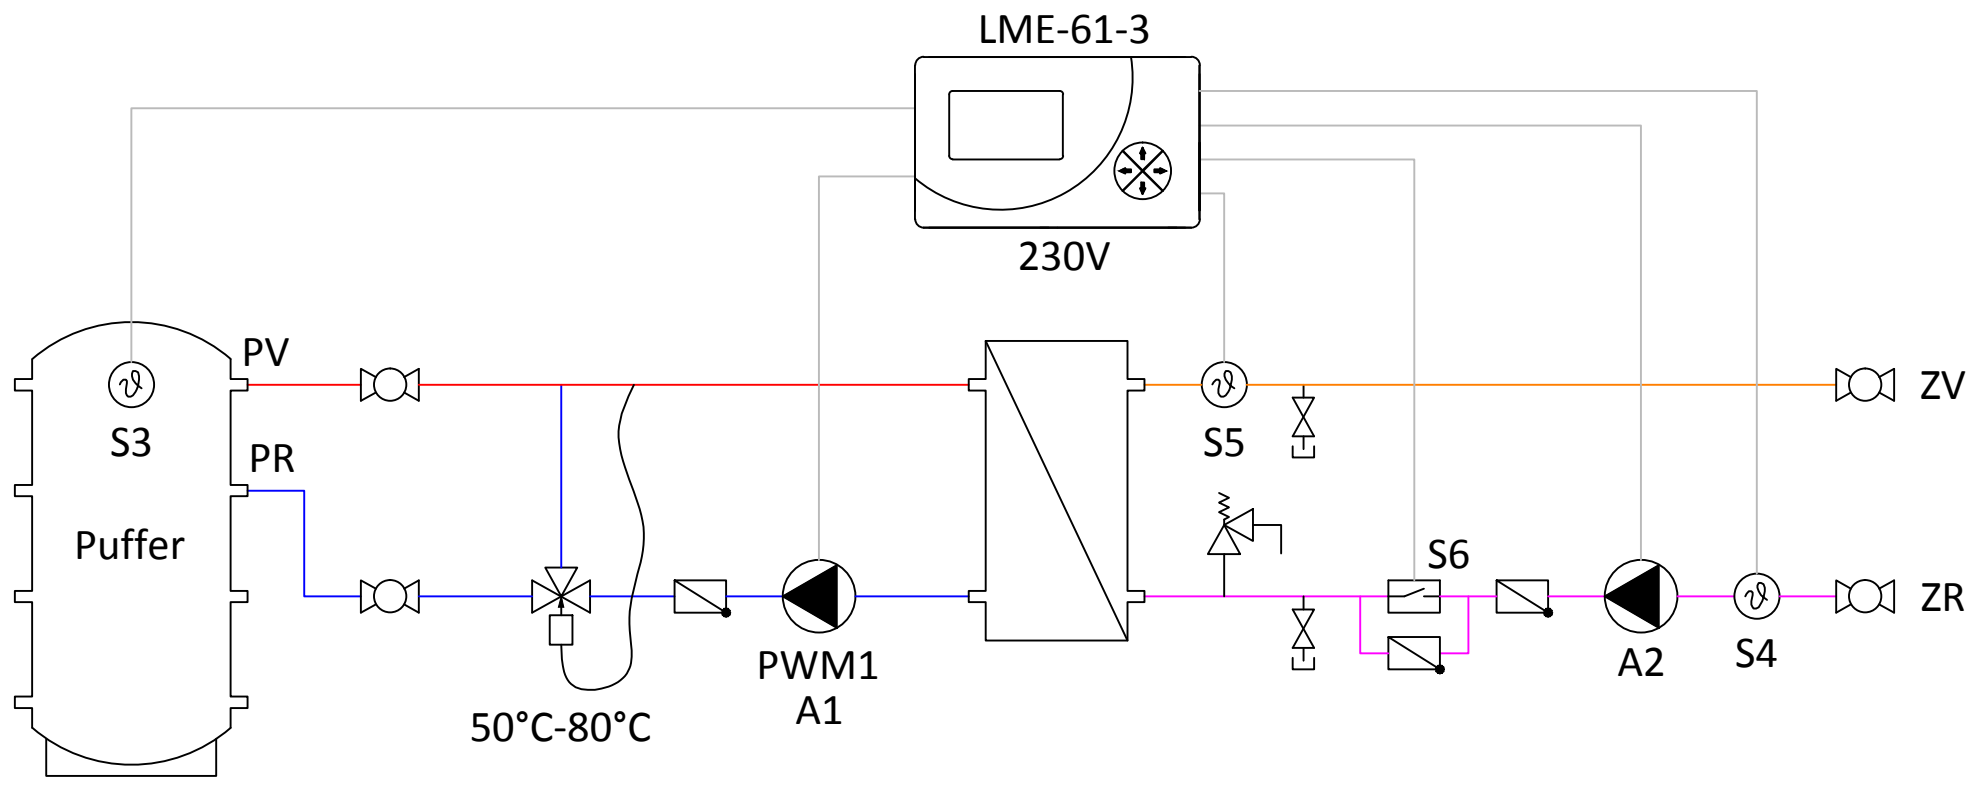 LME-61-3
230V
PV
S3
PR
Puffer
50°C-80°C
PWM1
A1
S5
S6
A2
S4
ZV
ZR